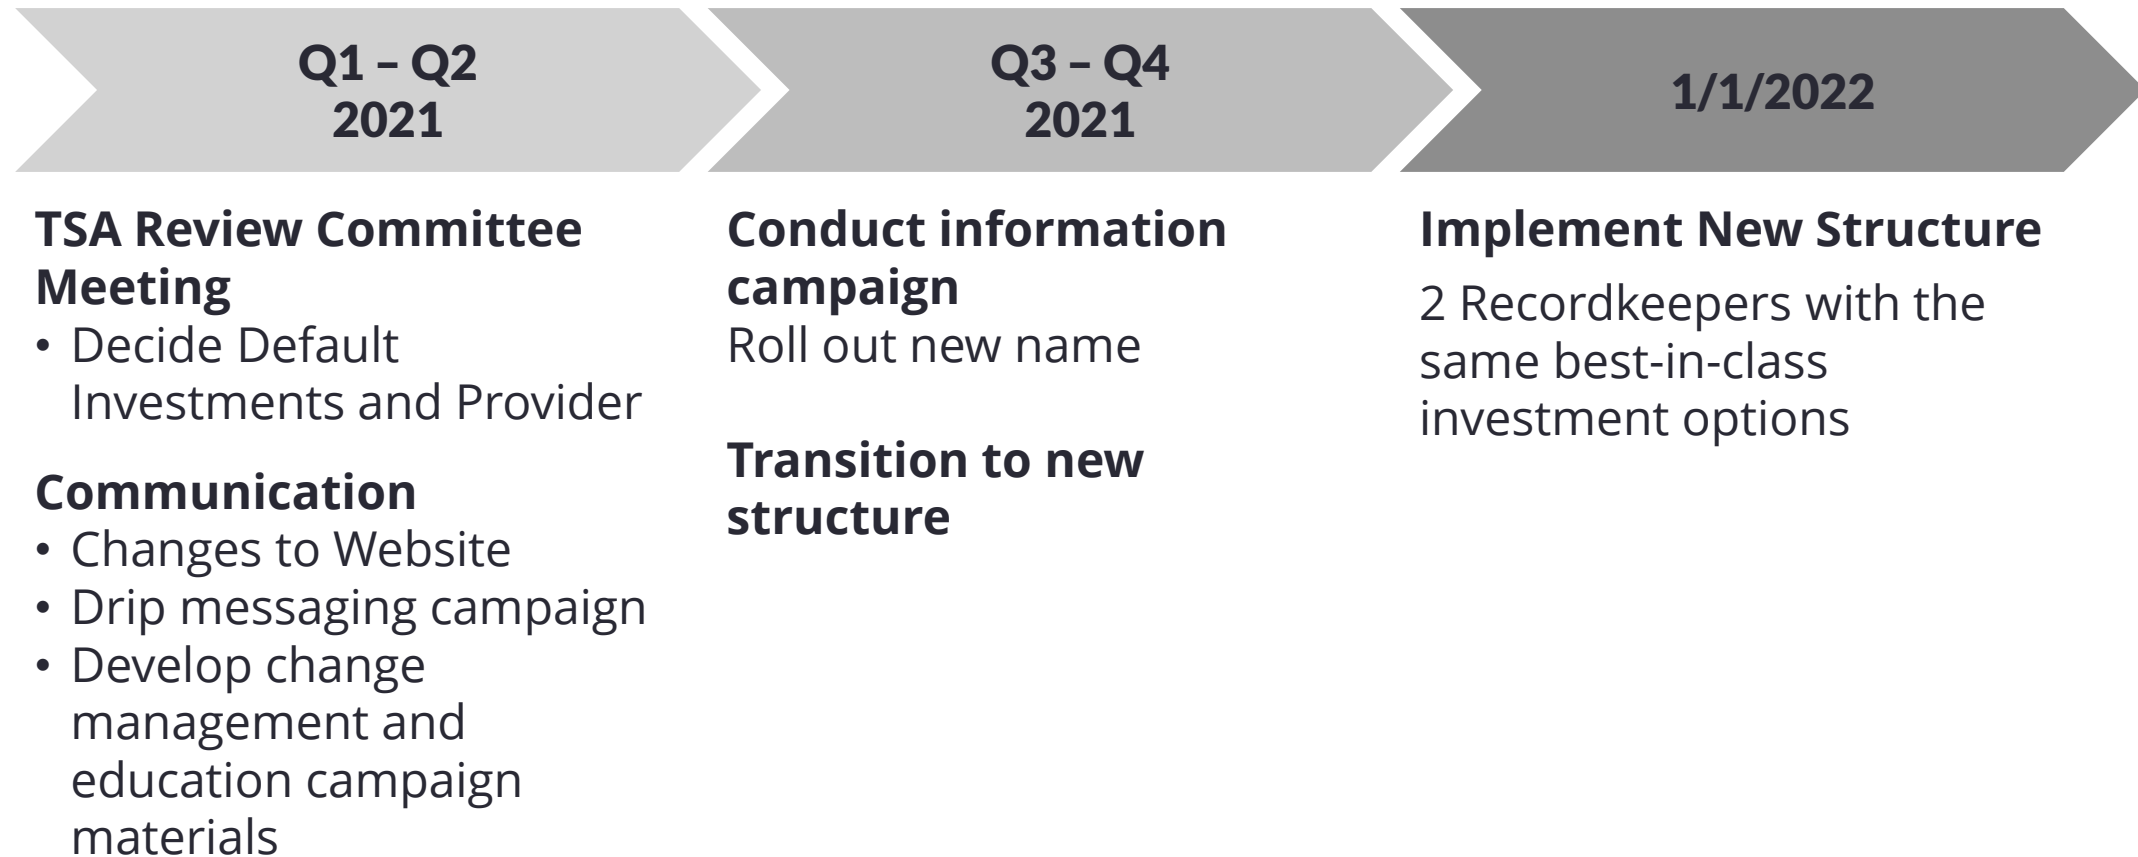 Q1 – Q2
2021
Q3 – Q4
2021
1/1/2022
TSA Review Committee
Meeting
• Decide Default
Investments and Provider
Communication
• Changes to Website
• Drip messaging campaign
• Develop change
management and
education campaign
materials
Conduct information
campaign
Roll out new name
Transition to new
structure
Implement New Structure
2 Recordkeepers with the
same best-in-class
investment options